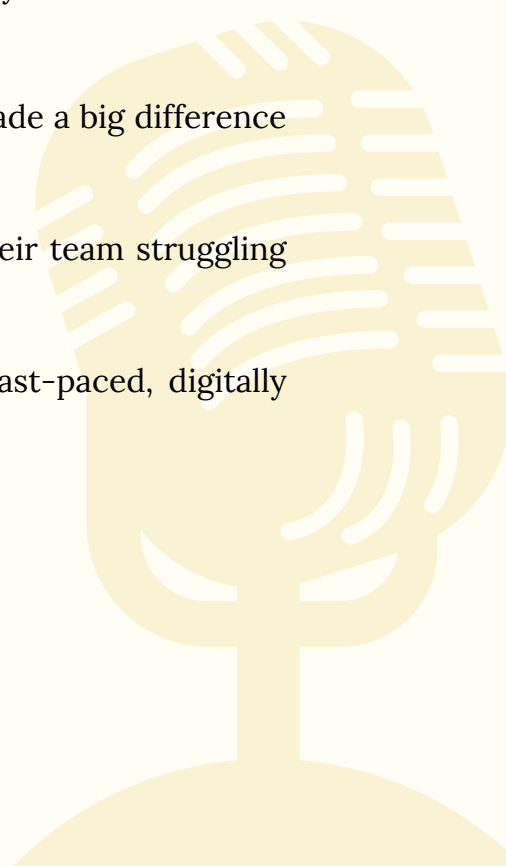 ade a big difference
eir team struggling
ast-paced, digitally